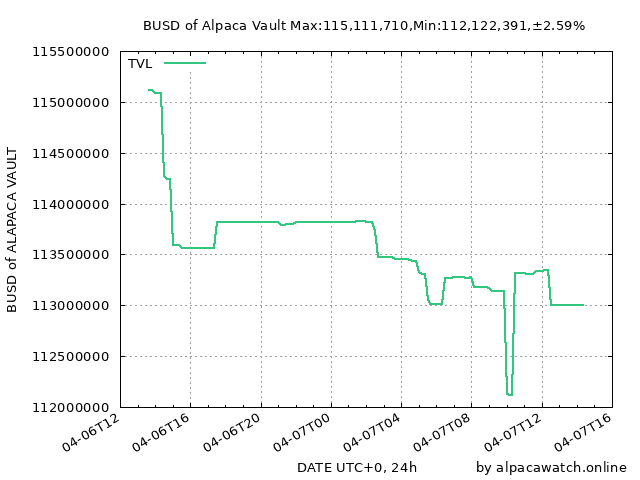 BUSD of Alpaca Vault Max:115,111,710,Min:112,122,391,±2.59%
TVL
115500000
115000000
114500000
114000000
113500000
113000000
112500000
112000000
BUSD of ALAPACA VAULT
04-06T12
04-06T16
04-06T20
04-07T00
04-07T04
04-07T08
04-07T12
04-07T16
DATE UTC+0, 24h
by alpacawatch.online